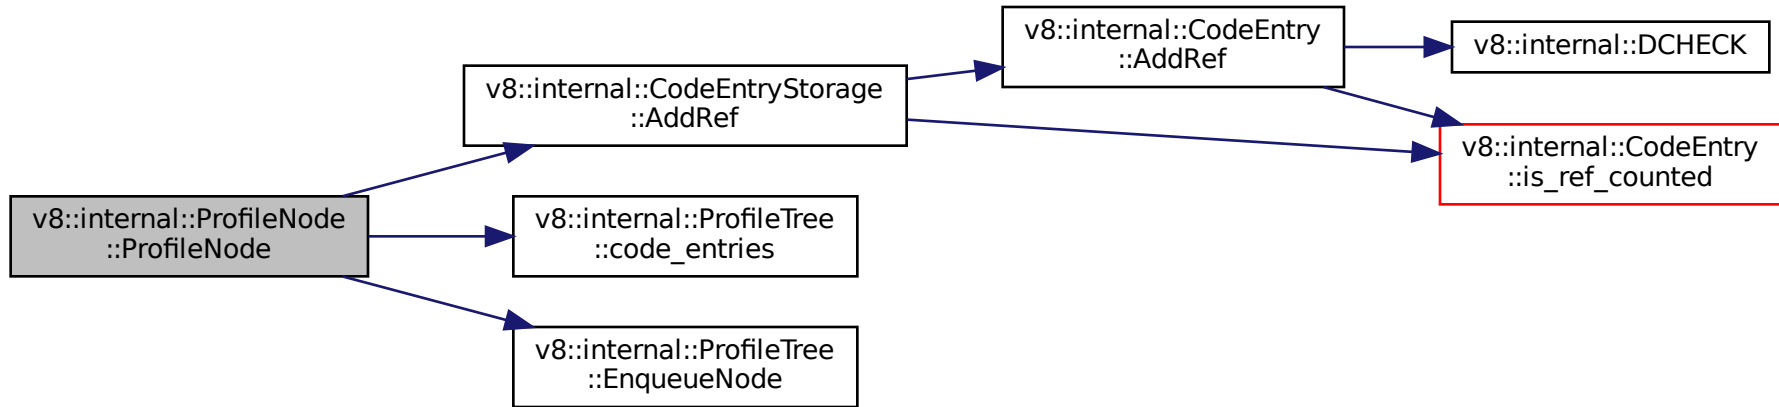 v8::internal::ProfileNode
::ProfileNode
v8::internal::CodeEntryStorage
::AddRef
v8::internal::ProfileTree
::code_entries
v8::internal::ProfileTree
::EnqueueNode
v8::internal::CodeEntry
::AddRef
v8::internal::DCHECK
v8::internal::CodeEntry
::is_ref_counted